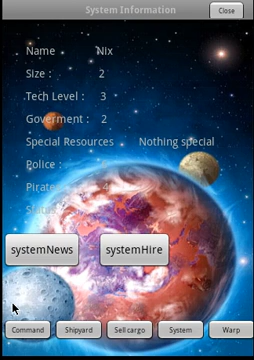 System Information
Close
Name Nix
Size : 2
Tech Level : 3
Goverment : 2
Special Resources Nothing special
Police :
Pirate
systemNews systemHire
Command Shipyard Sell cargo System Warp